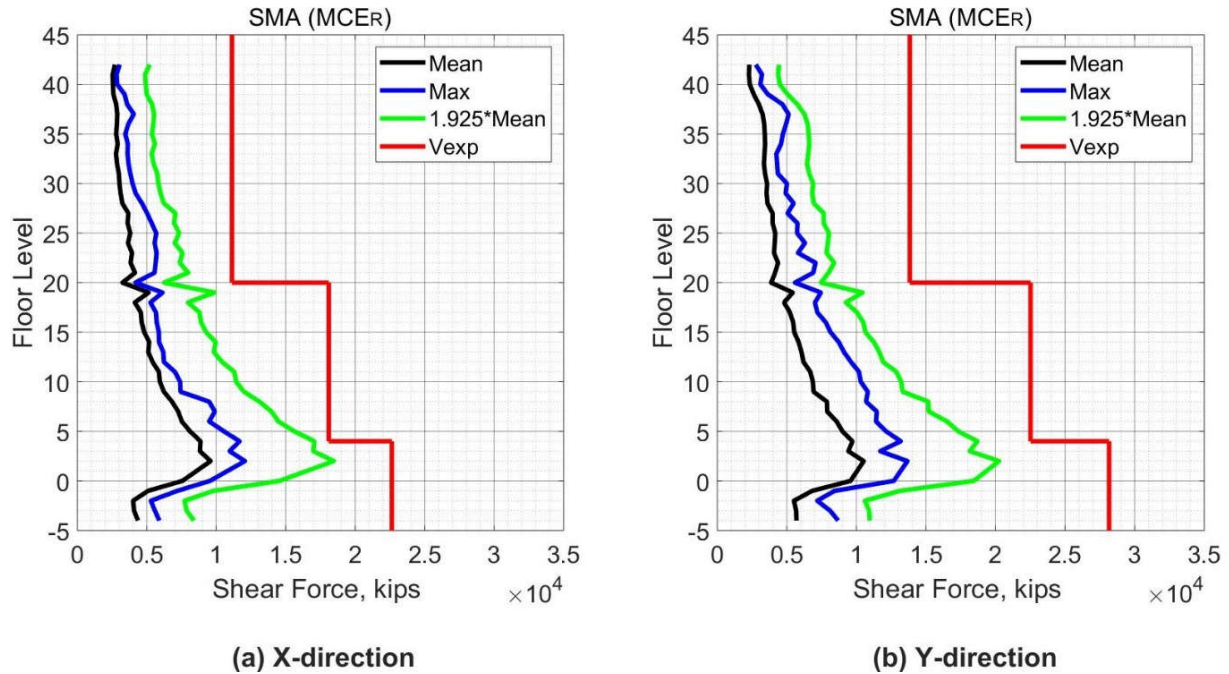 SMA (MCER)
45
40
35
30
25
20
15
10
5
0
-5
Floor Level
Mean
Max
1.925*Mean
Vexp
0 0.5 1 1.5 2 2.5 3 3.5
Shear Force, kips ×10^4
(a) X-direction
SMA (MCER)
45
40
35
30
25
20
15
10
5
0
-5
Floor Level
Mean
Max
1.925*Mean
Vexp
0 0.5 1 1.5 2 2.5 3 3.5
Shear Force, kips ×10^4
(b) Y-direction